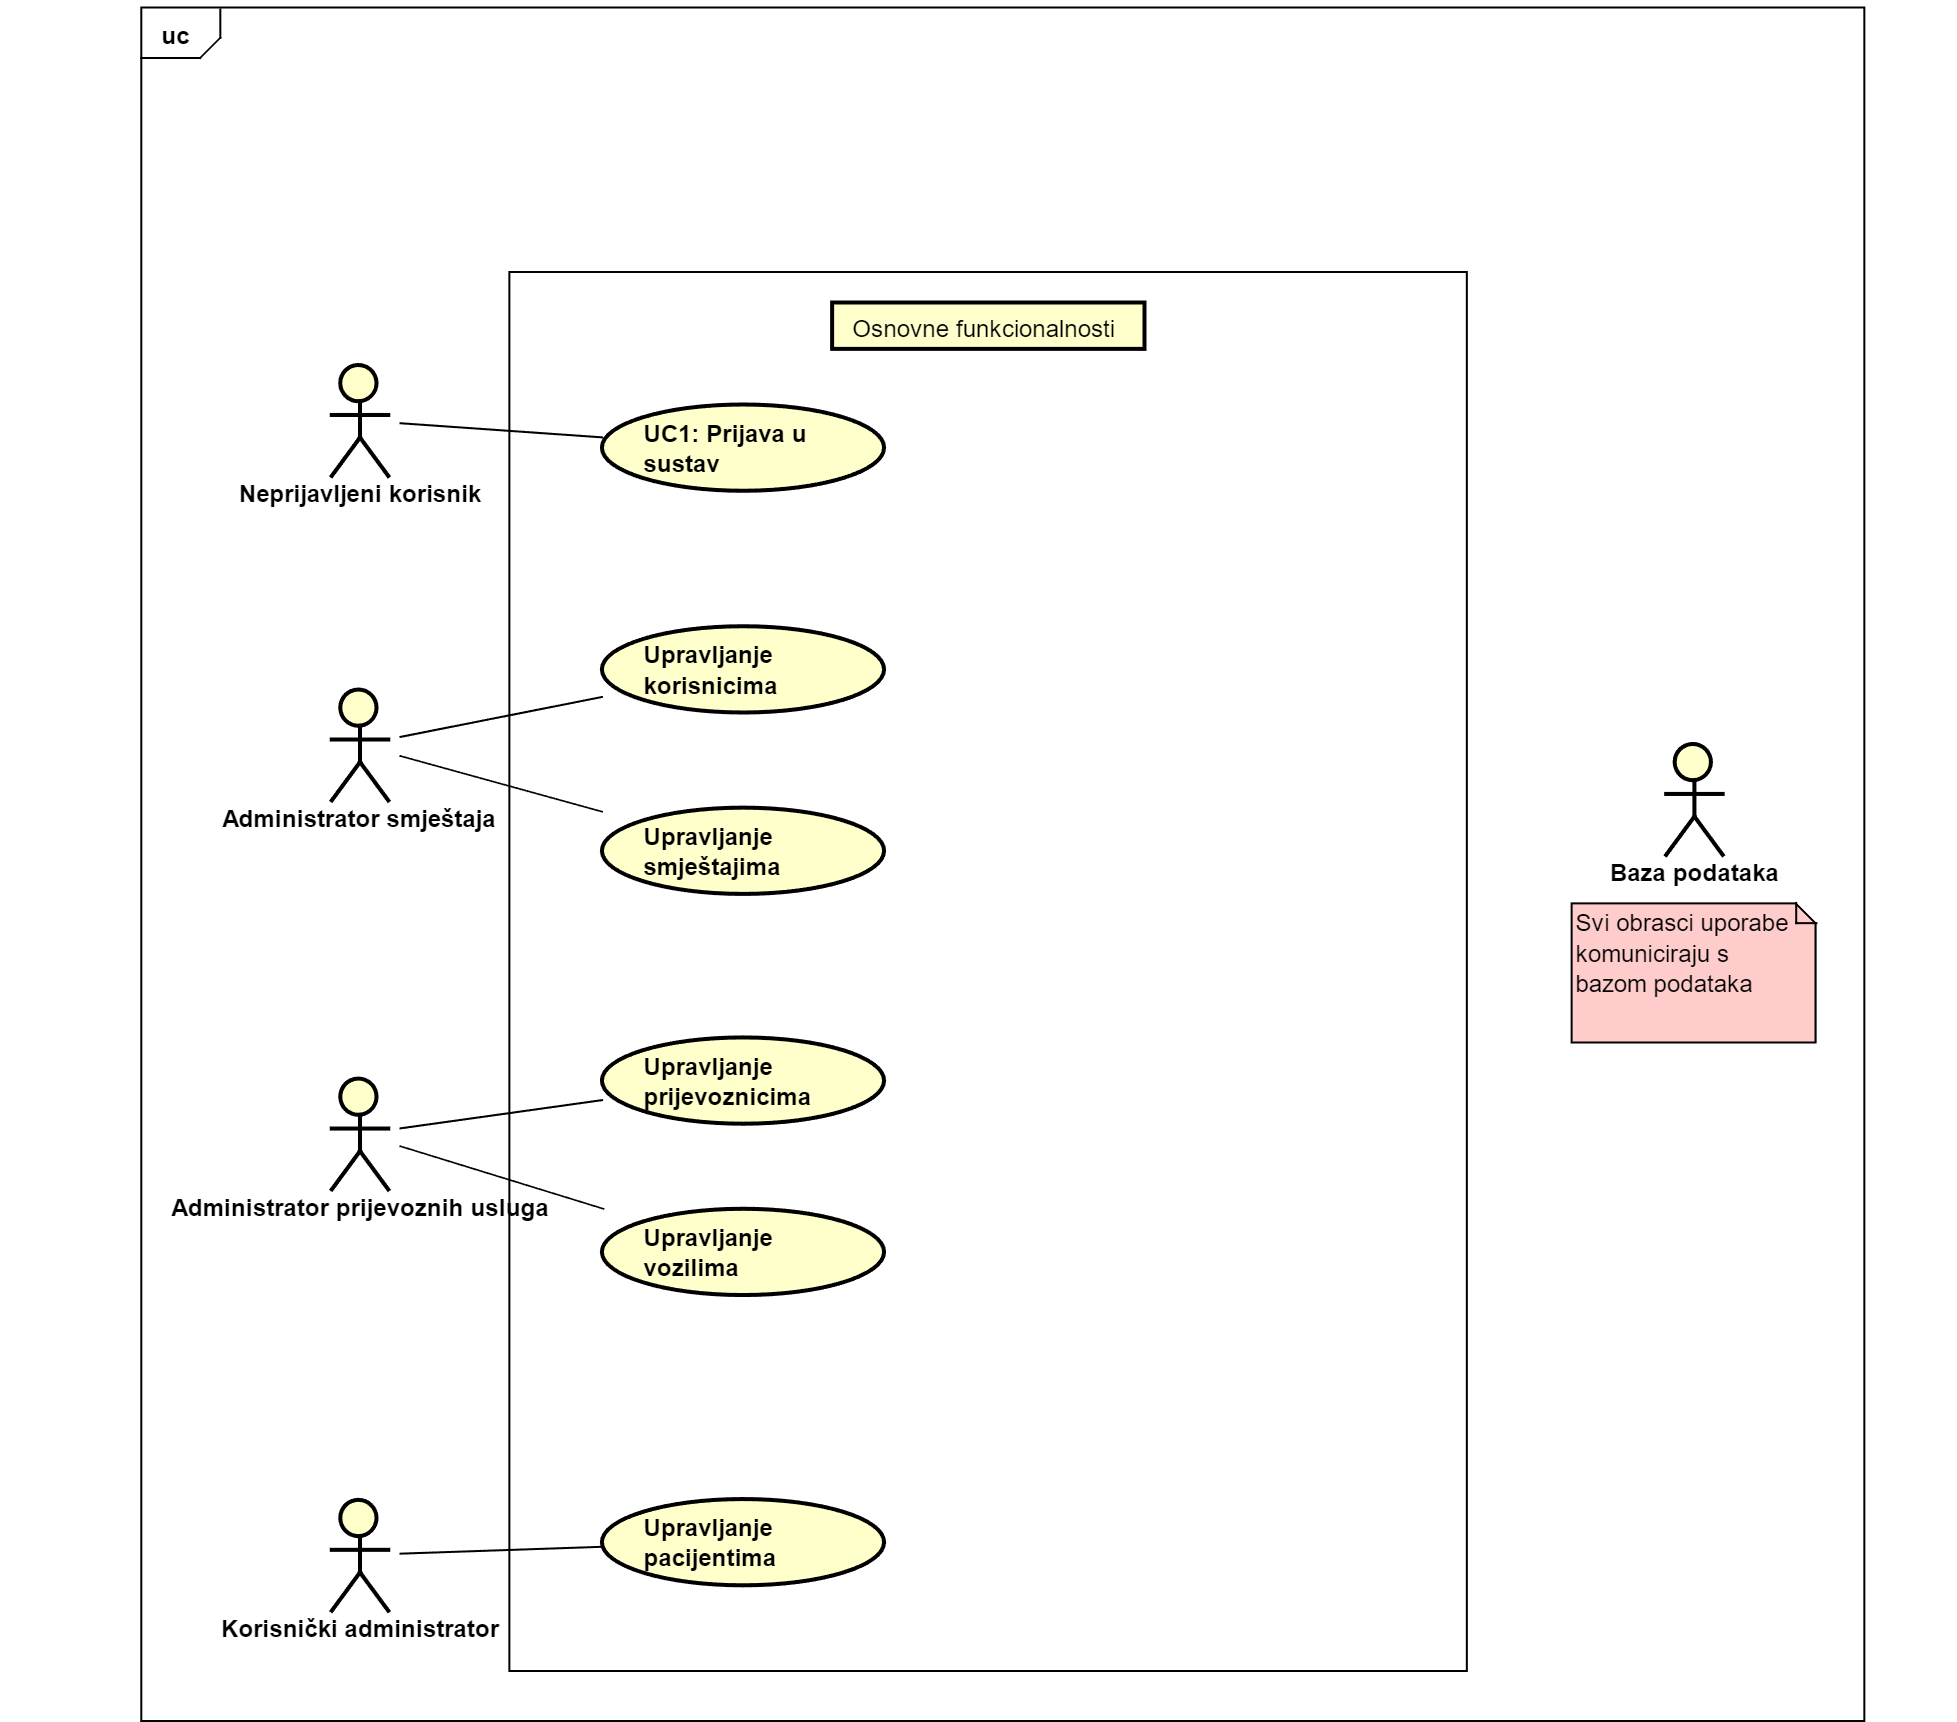 uc
Osnovne funkcionalnosti
Neprijavljeni korisnik
UC1: Prijava u
sustav
Administrator smještaja
Upravljanje
korisnicima
Upravljanje
smještajima
Administrator prijevoznih usluga
Upravljanje
prijevoznicima
Upravljanje
vozilima
Korisnički administrator
Upravljanje
pacijentima
Baza podataka
Svi obrasci uporabe
komuniciraju s
bazom podataka